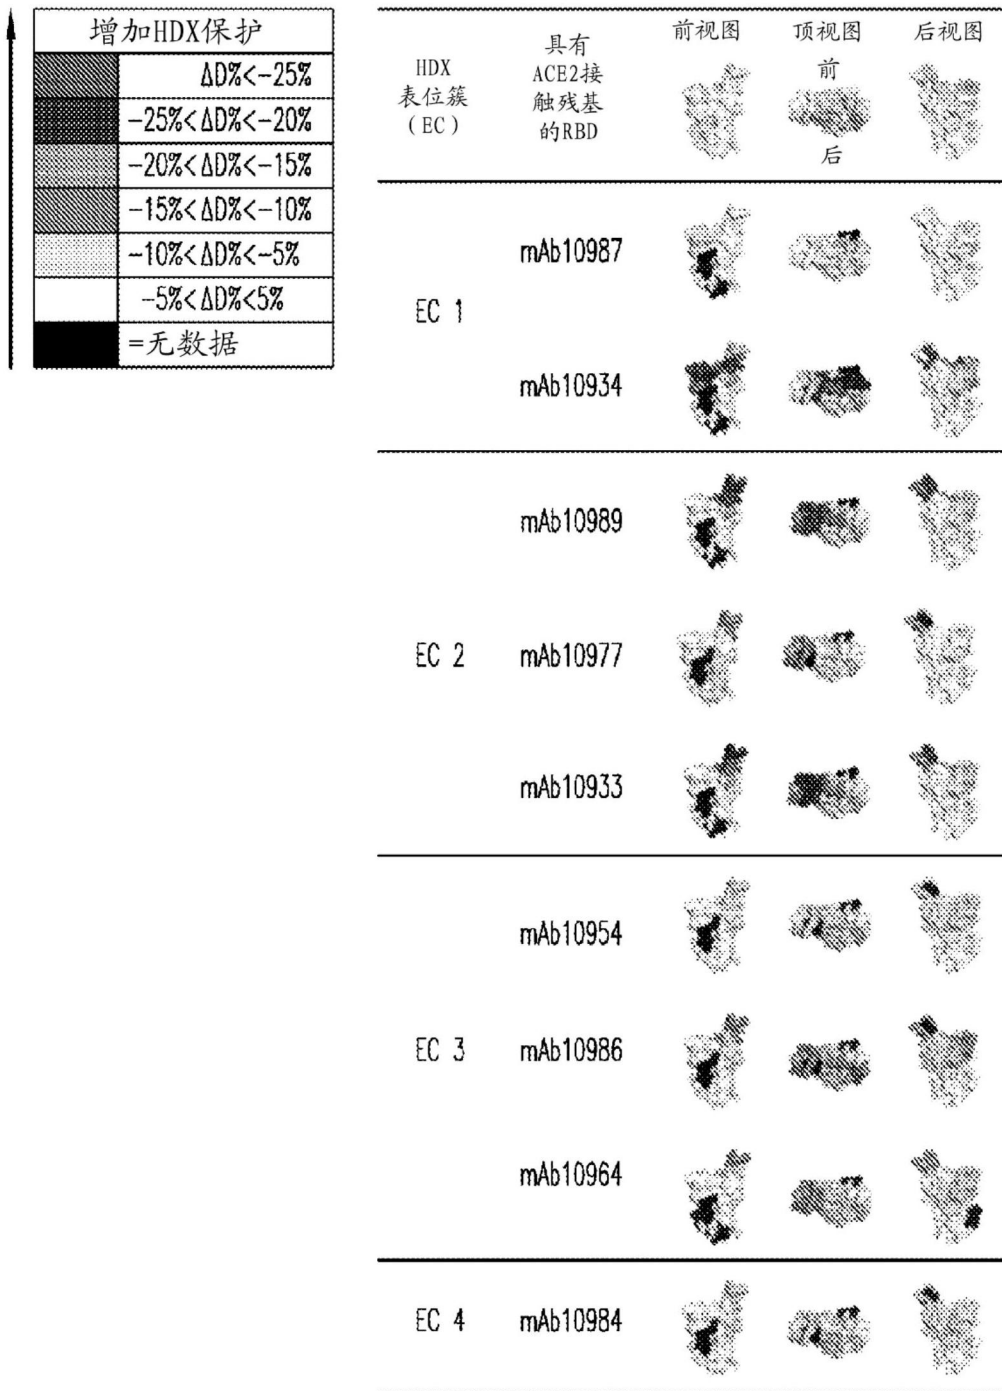 增加HDX保护
ΔD%<-25%
-25%<ΔD%<-20%
-20%<ΔD%<-15%
-15%<ΔD%<-10%
-10%<ΔD%<-5%
-5%<ΔD%<5%
=无数据
HDX
表位簇
(EC)
具有
ACE2接
触残基
的RBD
前视图
顶视图
前
后
后视图
EC 1
mAb10987
mAb10934
EC 2
mAb10989
mAb10977
mAb10933
EC 3
mAb10954
mAb10986
mAb10964
EC 4
mAb10984